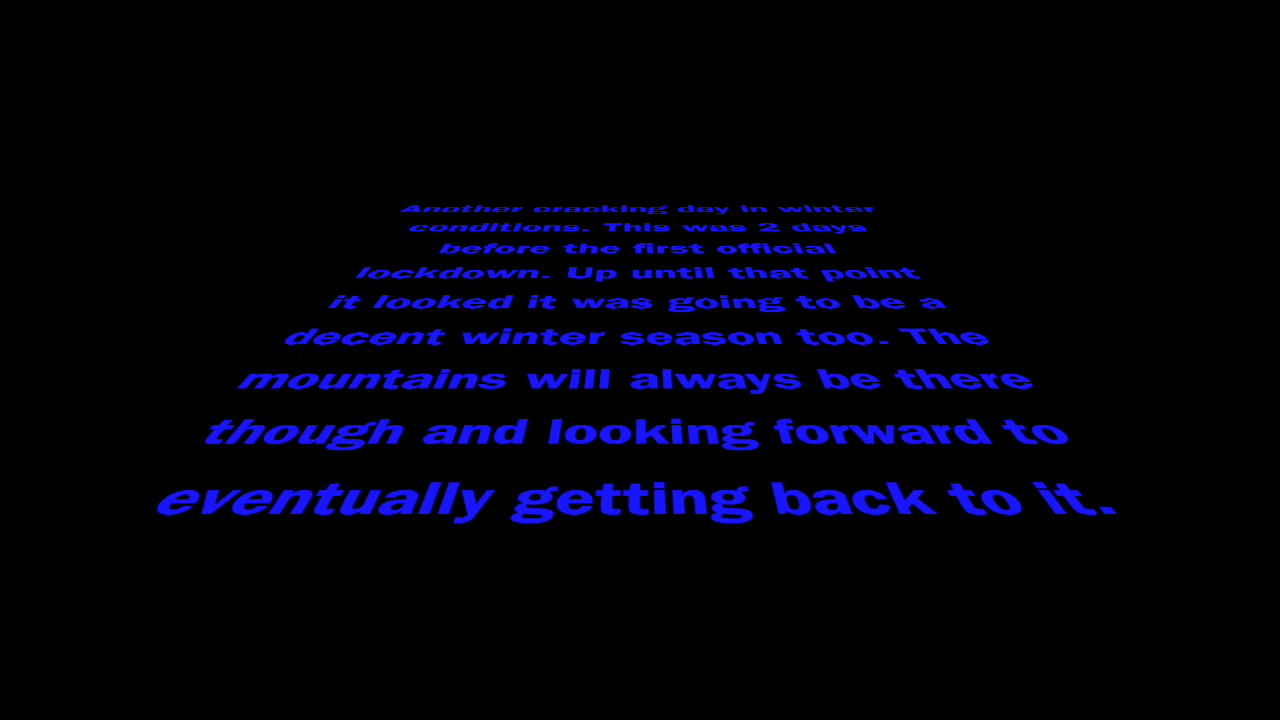 Another cracking day in winter
conditions. This was 2 days
before the first official
lockdown. Up until that point
it looked it was going to be a
decent winter season too. The
mountains will always be there
though and looking forward to
eventually getting back to it.